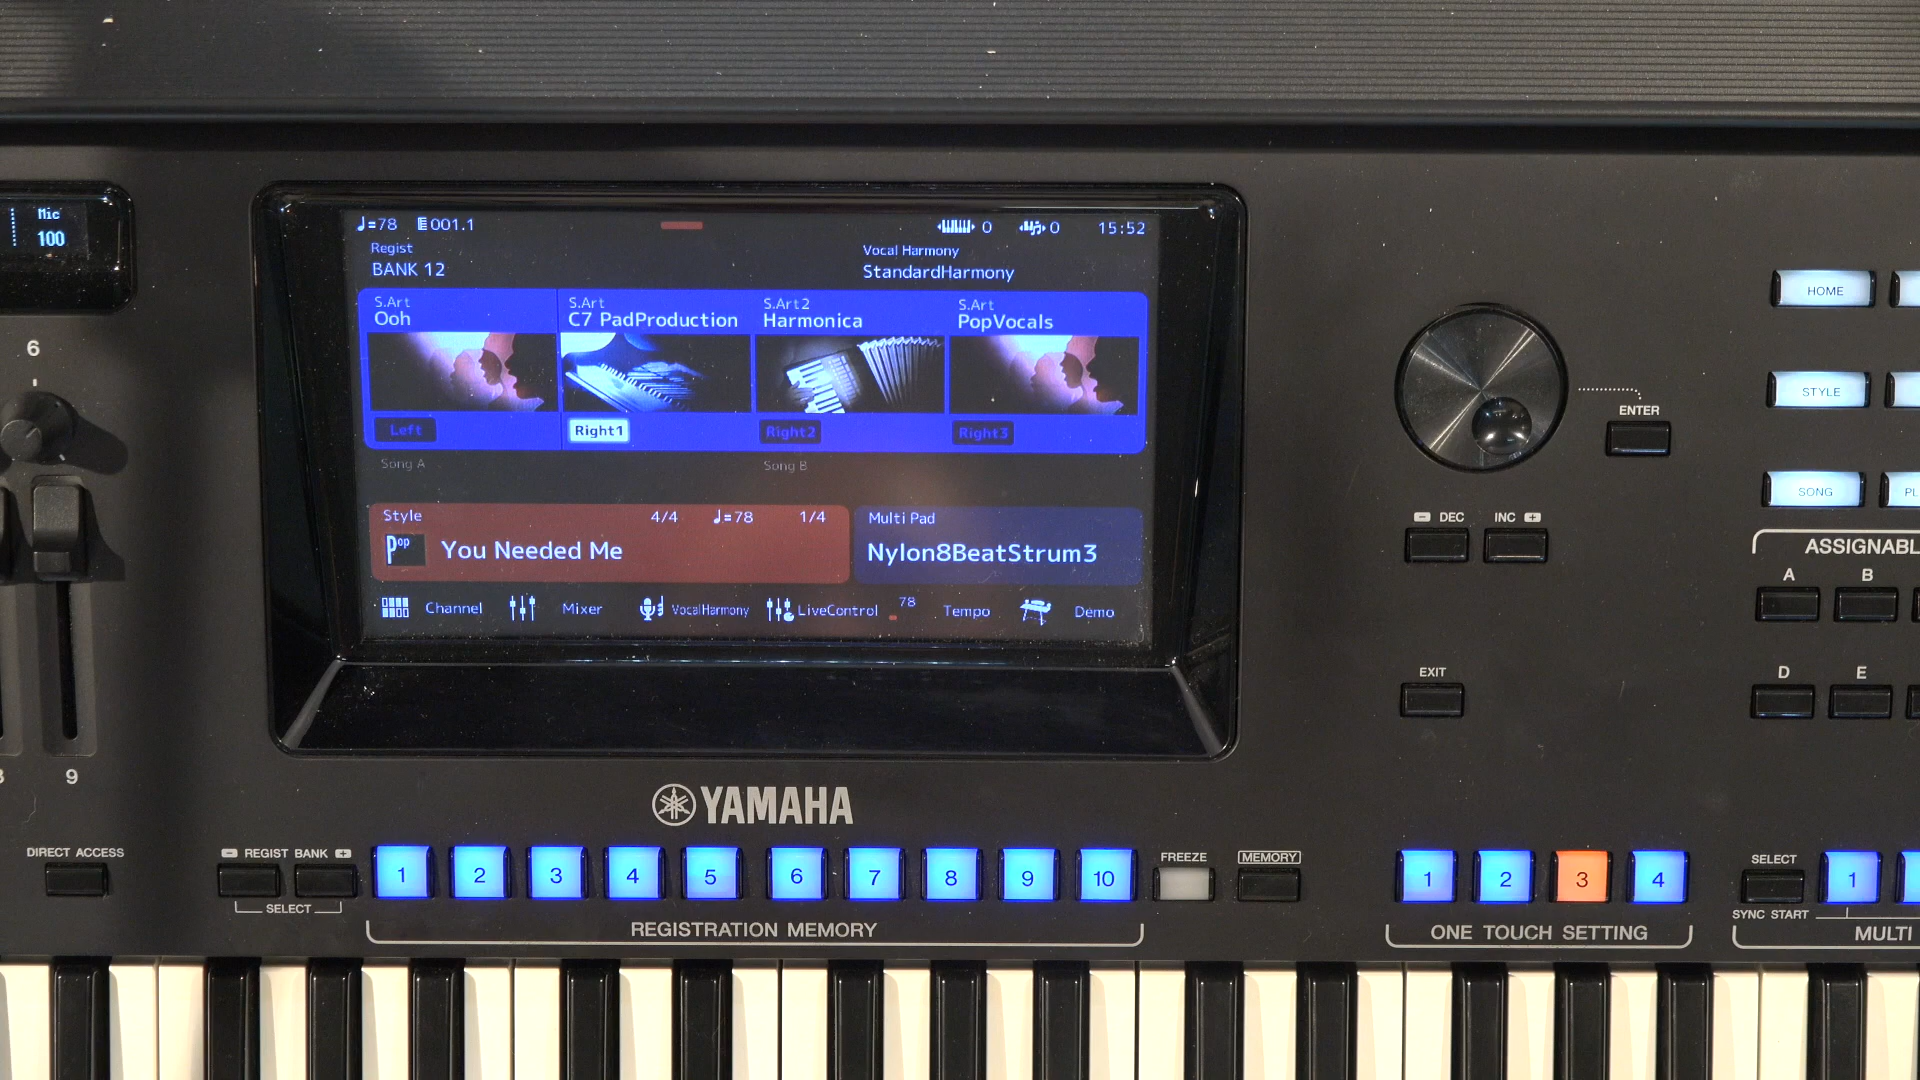 Mic
100
♩=78 001.1 0 0 15:52
Regist
BANK 12
Vocal Harmony
StandardHarmony
S.Art
Ooh
S.Art
C7 PadProduction
S.Art2
Harmonica
S.Art
PopVocals
Left Right1 Right2 Right3
Song A Song B
Style 4/4 ♩=78 1/4
Pop You Needed Me
Multi Pad
Nylon8BeatStrum3
Channel Mixer VocalHarmony LiveControl 78 Tempo Demo
6
9
HOME
STYLE
SONG
ENTER
- DEC INC +
EXIT
A B
D E
YAMAHA
DIRECT ACCESS
- REGIST BANK +
SELECT
1 2 3 4 5 6 7 8 9 10
REGISTRATION MEMORY
FREEZE
MEMORY
1 2 3 4
ONE TOUCH SETTING
SELECT
SYNC START
1
MULTI